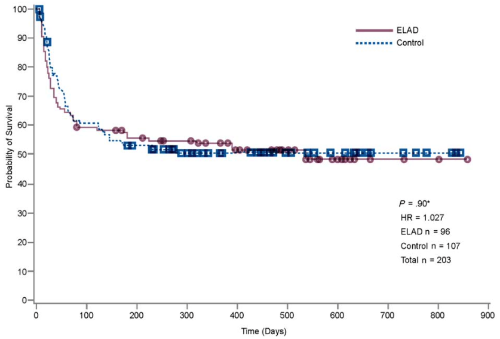 ELAD
Control
100
90
80
70
60
50
40
30
20
10
0
Probability of Survival
P = .90*
HR = 1.027
ELAD n = 96
Control n = 107
Total n = 203
0 100 200 300 400 500 600 700 800 900
Time (Days)